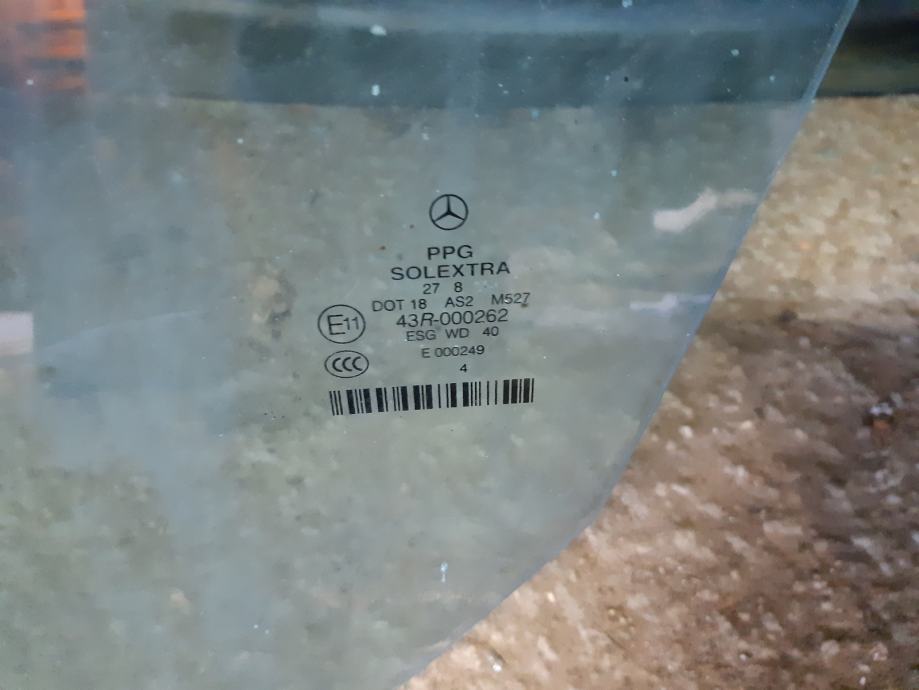 PPG
SOLEXTRA
27 8
DOT 18 AS2 M527
E11 43R-000262
ESG WD 40
CCC E 000249
4